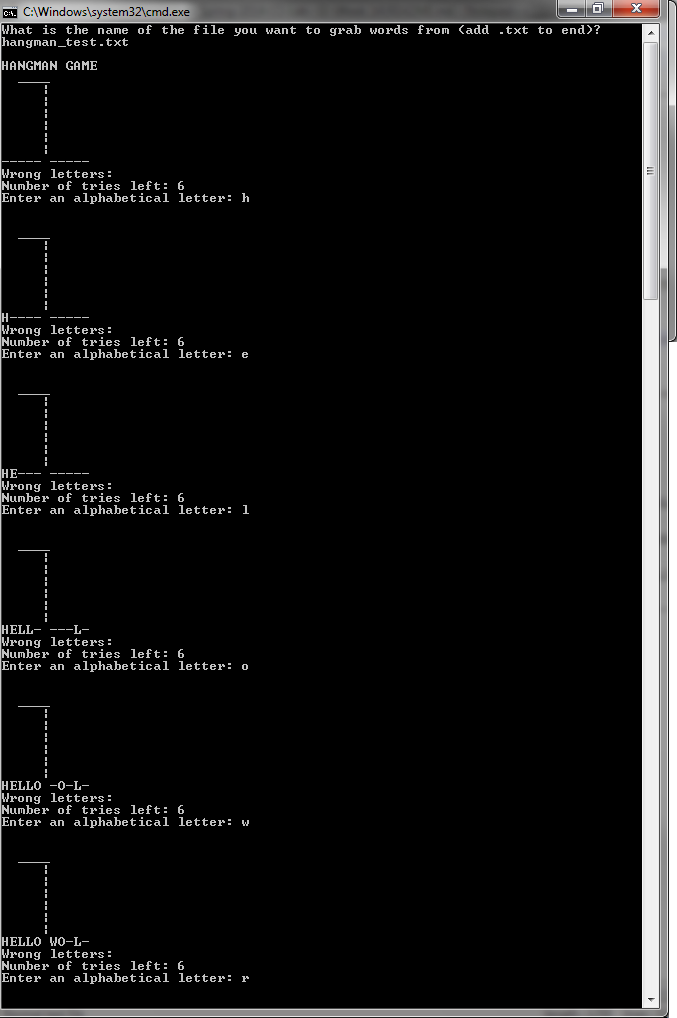 C:\Windows\system32\cmd.exe
What is the name of the file you want to grab words from (add .txt to end)?
hangman_test.txt
HANGMAN GAME
----- -----
Wrong letters:
Number of tries left: 6
Enter an alphabetical letter: h
H---- -----
Wrong letters:
Number of tries left: 6
Enter an alphabetical letter: e
HE--- -----
Wrong letters:
Number of tries left: 6
Enter an alphabetical letter: l
HELL- ---L-
Wrong letters:
Number of tries left: 6
Enter an alphabetical letter: o
HELLO -O-L-
Wrong letters:
Number of tries left: 6
Enter an alphabetical letter: w
HELLO WO-L-
Wrong letters:
Number of tries left: 6
Enter an alphabetical letter: r